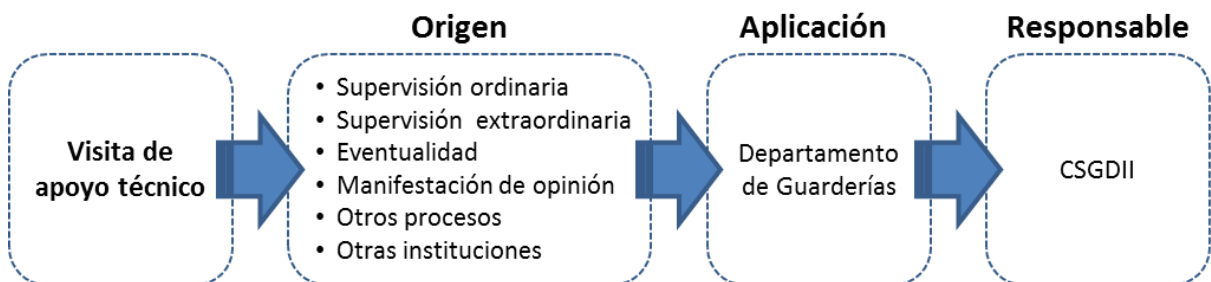 Origen
Aplicación
Responsable
Visita de
apoyo técnico
• Supervisión ordinaria
• Supervisión extraordinaria
• Eventualidad
• Manifestación de opinión
• Otros procesos
• Otras instituciones
Departamento
de Guarderías
CSGDII